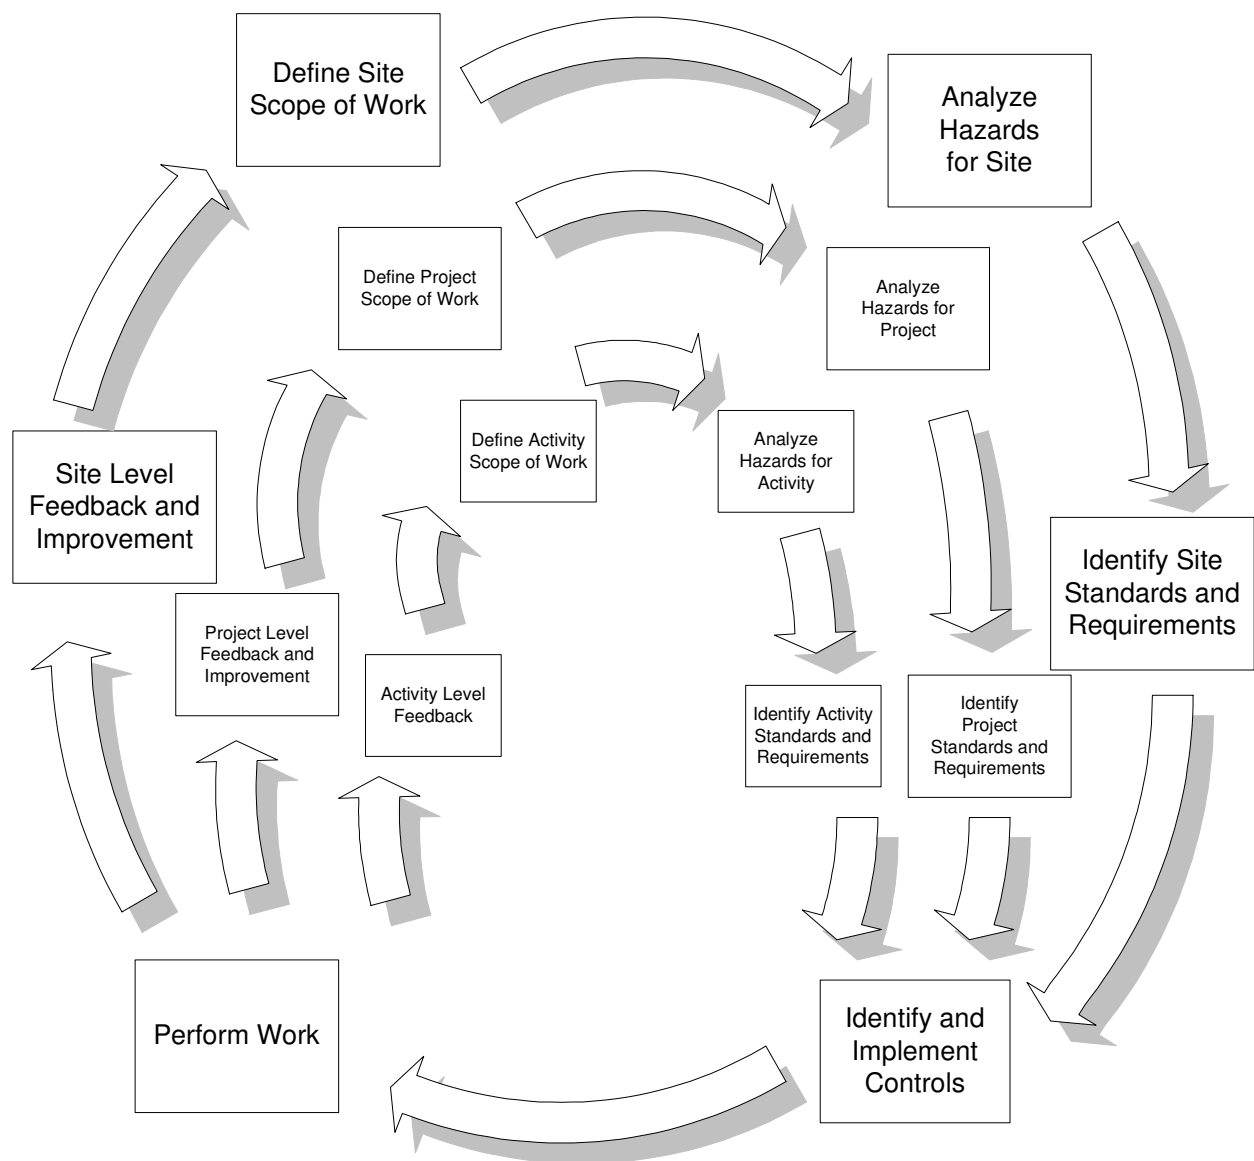 Define Site
Scope of Work
Analyze
Hazards
for Site
Define Project
Scope of Work
Analyze
Hazards for
Project
Define Activity
Scope of Work
Analyze
Hazards for
Activity
Site Level
Feedback and
Improvement
Identify Site
Standards and
Requirements
Project Level
Feedback and
Improvement
Activity Level
Feedback
Identify Activity
Standards and
Requirements
Identify
Project
Standards and
Requirements
Perform Work
Identify and
Implement
Controls